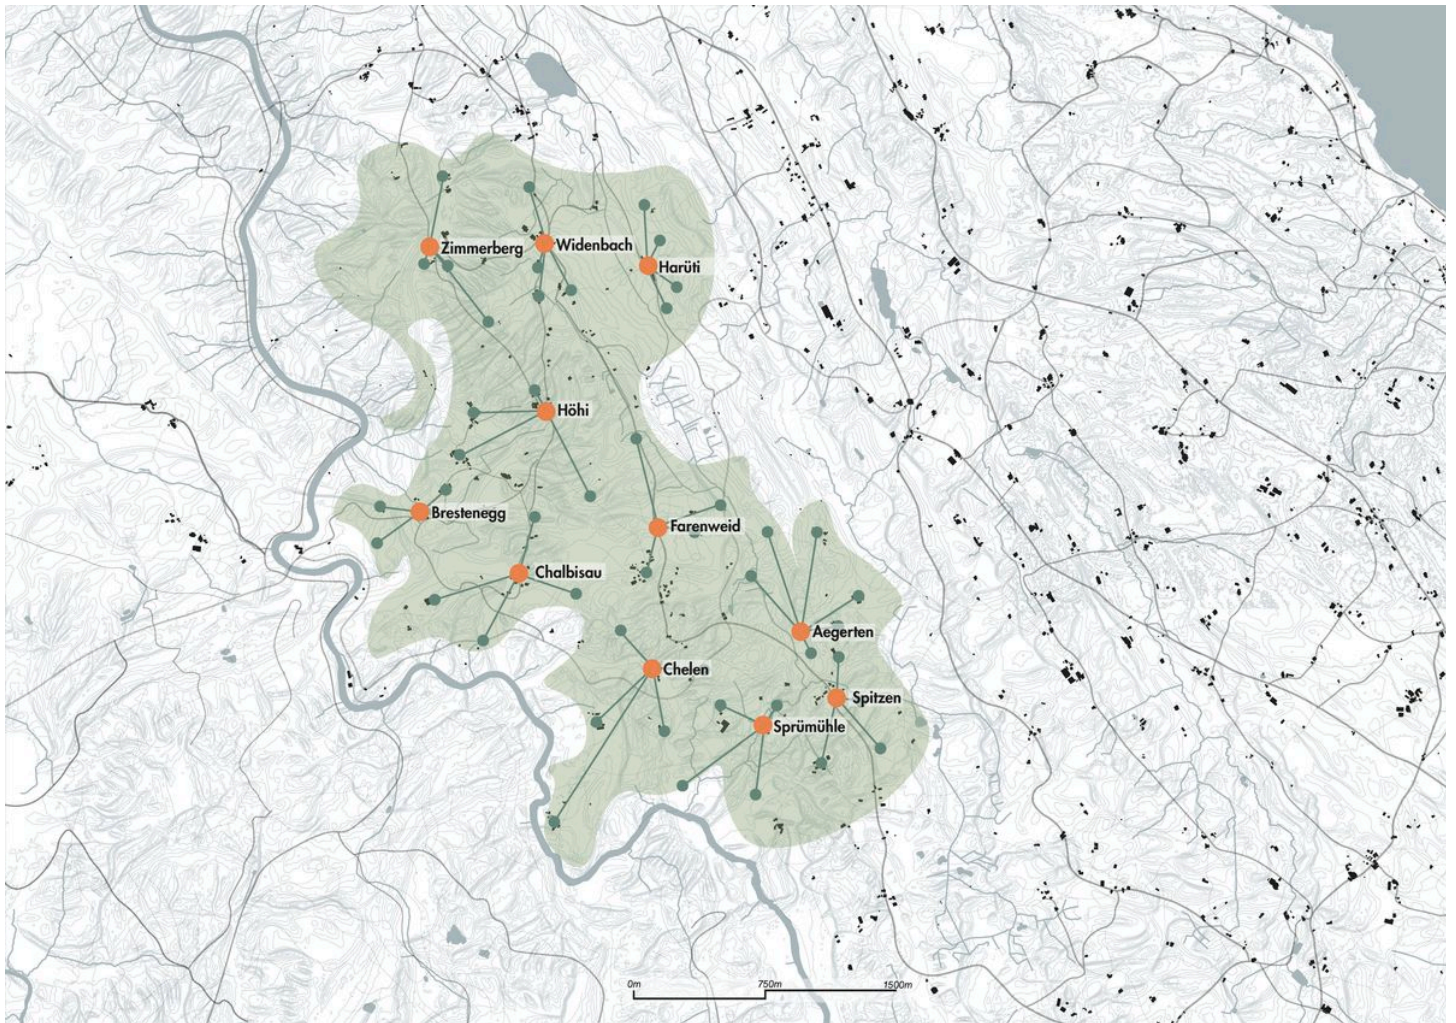 Zimmerberg
Widenbach
Harüti
Höhi
Brestenegg
Farenweid
Chalbisau
Aegerten
Chelen
Spitzen
Sprümühle
0m
750m
1500m